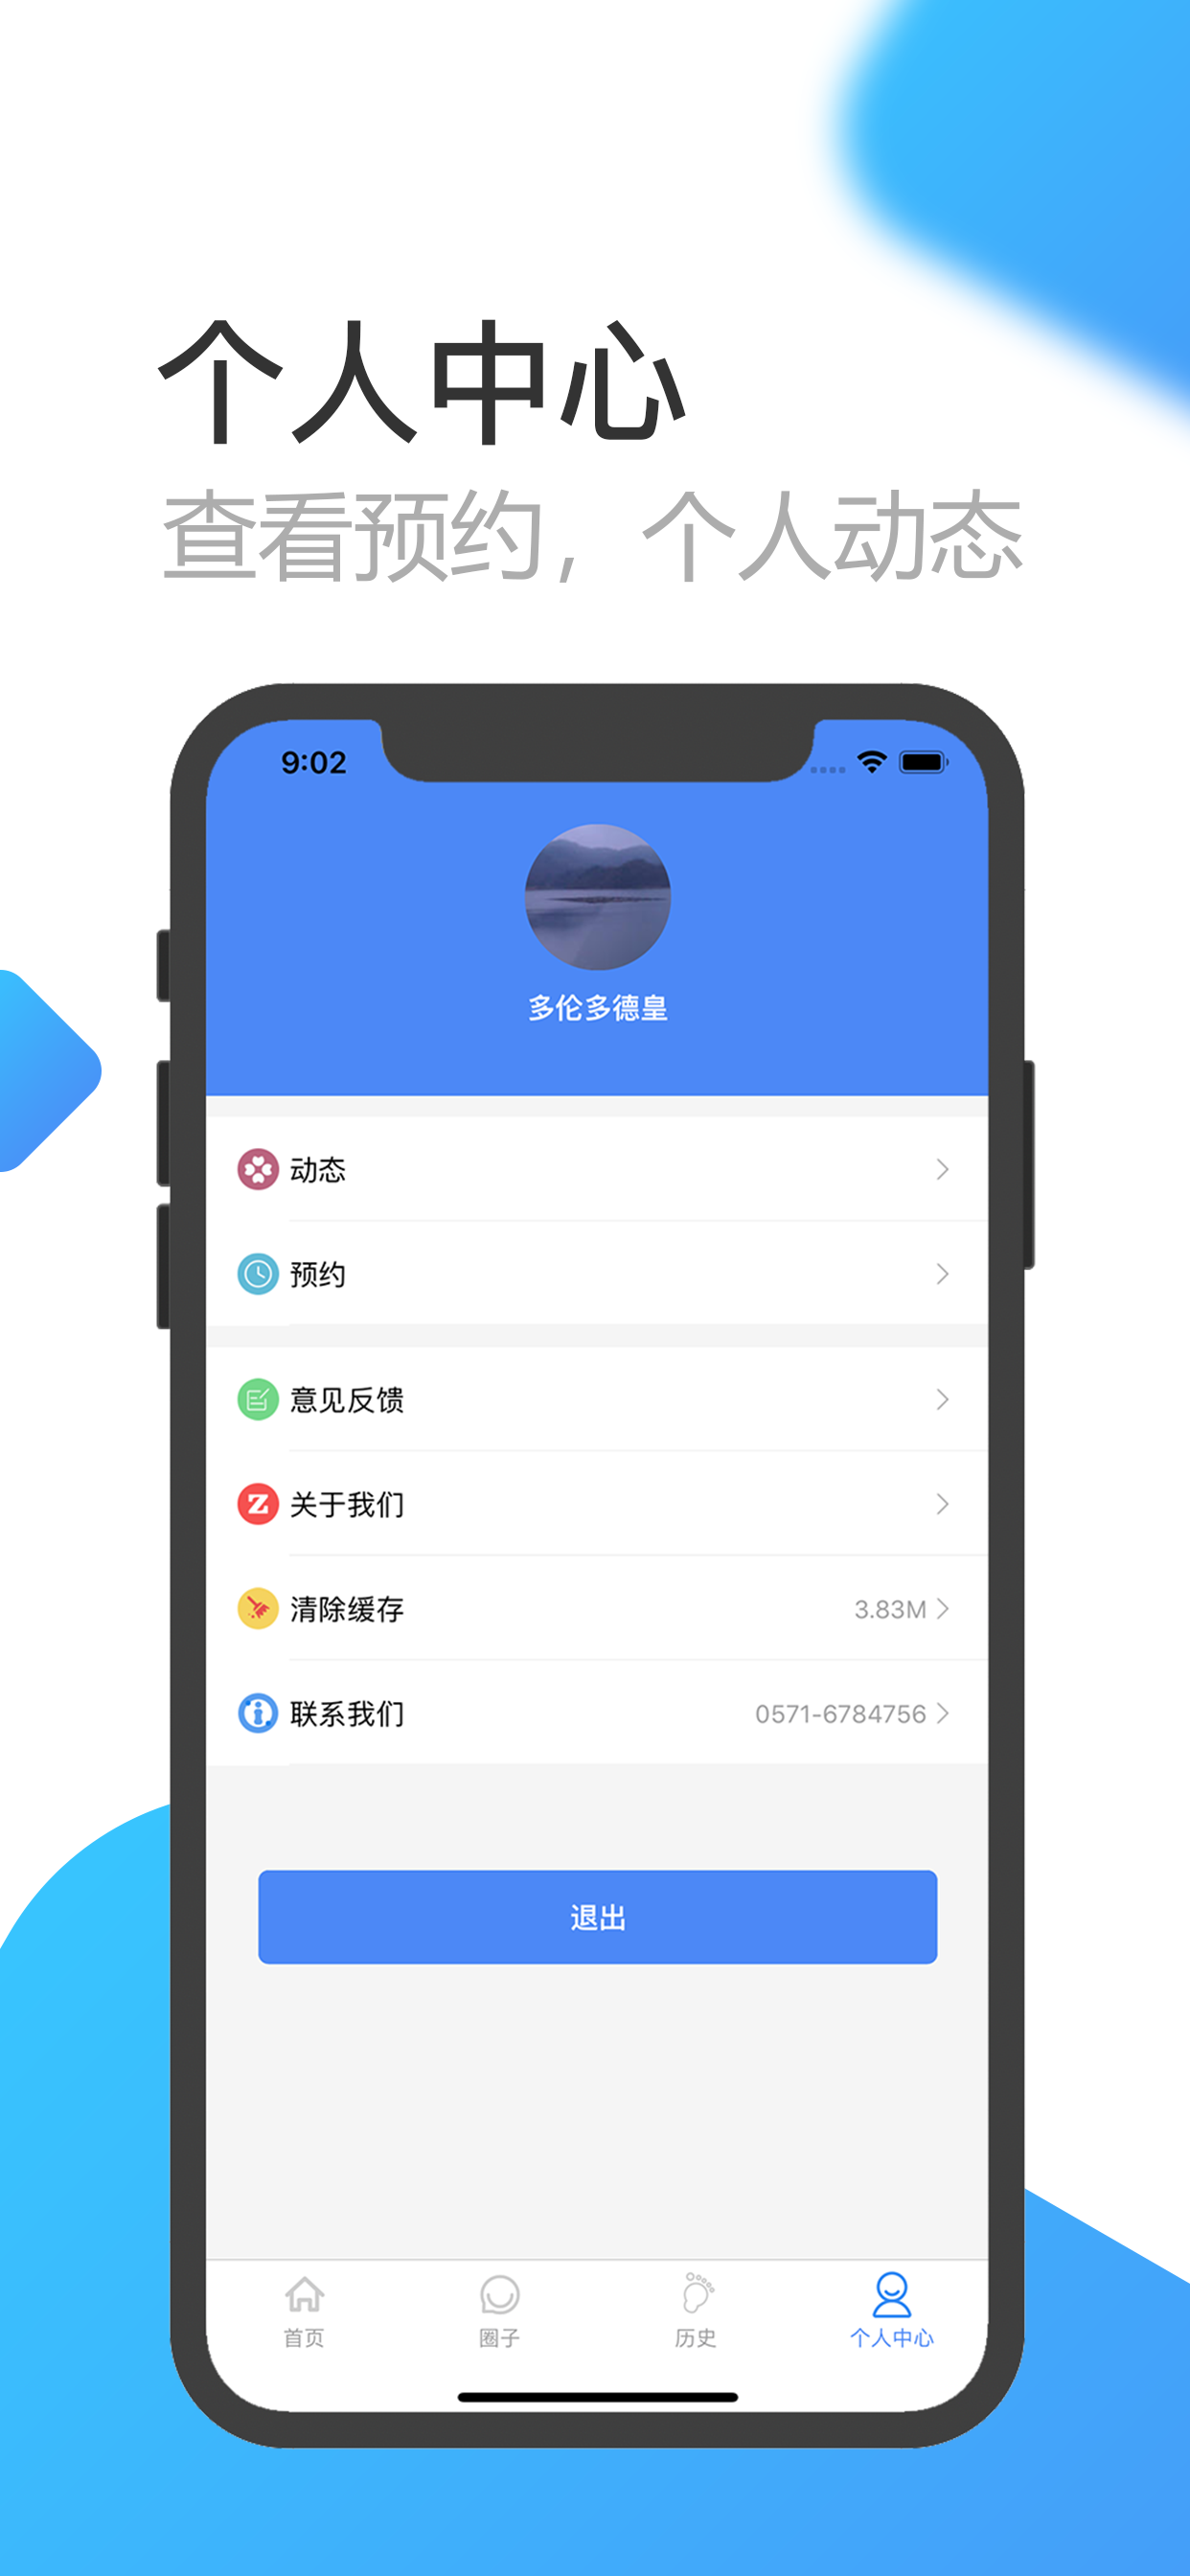 个人中心
查看预约，个人动态
9:02
多伦多德皇
动态
预约
意见反馈
关于我们
清除缓存 3.83M
联系我们 0571-6784756
退出
首页 圈子 历史 个人中心